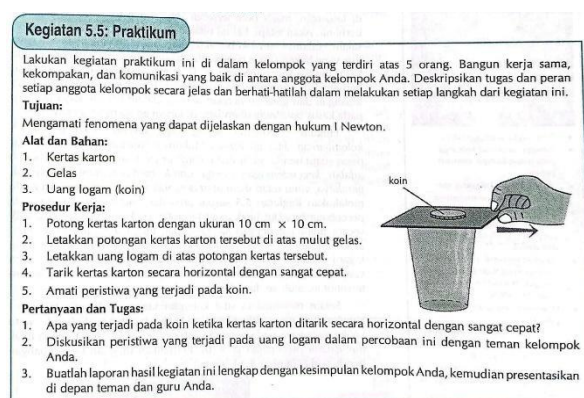 Kegiatan 5.5: Praktikum
Lakukan kegiatan praktikum ini di dalam kelompok yang terdiri atas 5 orang. Bangun kerja sama,
kekompakan, dan komunikasi yang baik di antara anggota kelompok Anda. Deskripsikan tugas dan peran
setiap anggota kelompok secara jelas dan berhati-hatilah dalam melakukan setiap langkah dari kegiatan ini.
Tujuan:
Mengamati fenomena yang dapat dijelaskan dengan hukum I Newton.
Alat dan Bahan:
1. Kertas karton
2. Gelas
3. Uang logam (koin)
Prosedur Kerja:
1. Potong kertas karton dengan ukuran 10 cm × 10 cm.
2. Letakkan potongan kertas karton tersebut di atas mulut gelas.
3. Letakkan uang logam di atas potongan kertas tersebut.
4. Tarik kertas karton secara horizontal dengan sangat cepat.
5. Amati peristiwa yang terjadi pada koin.
koin
Pertanyaan dan Tugas:
1. Apa yang terjadi pada koin ketika kertas karton ditarik secara horizontal dengan sangat cepat?
2. Diskusikan peristiwa yang terjadi pada uang logam dalam percobaan ini dengan teman kelompok
Anda.
3. Buatlah laporan hasil kegiatan ini lengkap dengan kesimpulan kelompok Anda, kemudian presentasikan
di depan teman dan guru Anda.